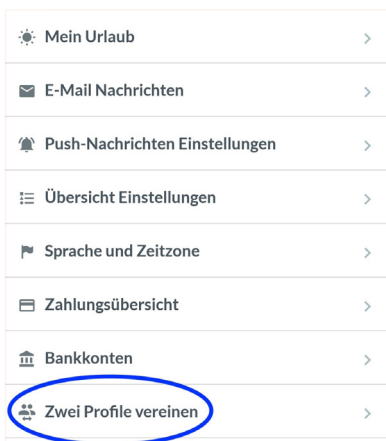 Mein Urlaub
E-Mail Nachrichten
Push-Nachrichten Einstellungen
Übersicht Einstellungen
Sprache und Zeitzone
Zahlungsübersicht
Bankkonten
Zwei Profile vereinen